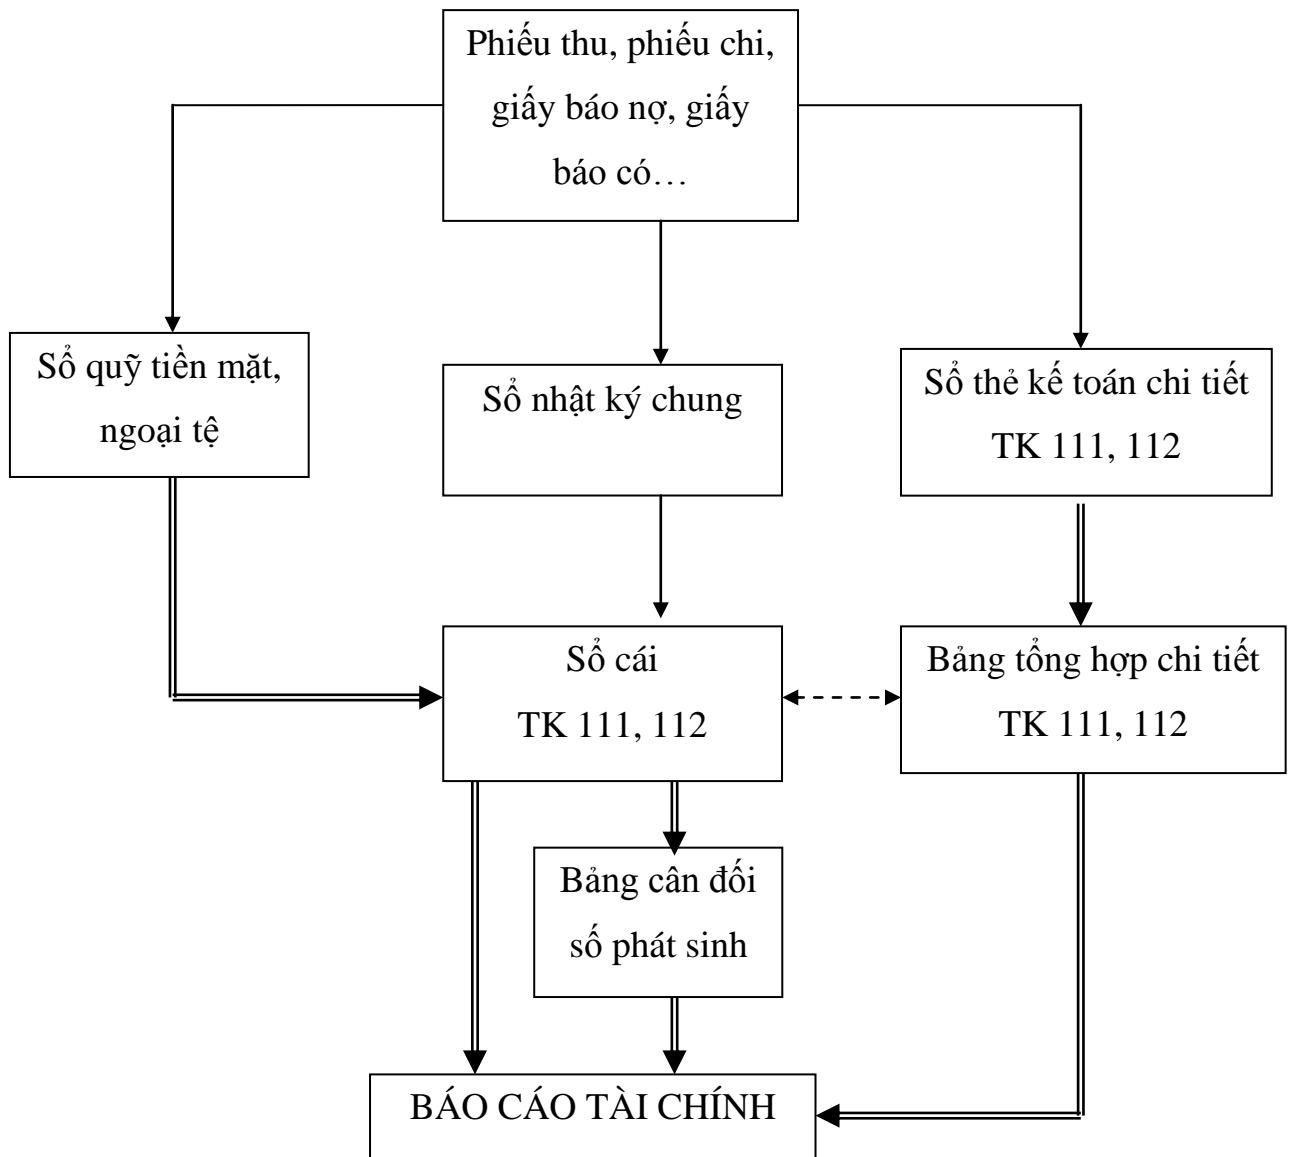 Phiếu thu, phiếu chi,
giấy báo nợ, giấy
báo có…
Sổ quỹ tiền mặt,
ngoại tệ
Sổ nhật ký chung
Sổ thẻ kế toán chi tiết
TK 111, 112
Sổ cái
TK 111, 112
Bảng tổng hợp chi tiết
TK 111, 112
Bảng cân đối
số phát sinh
BÁO CÁO TÀI CHÍNH